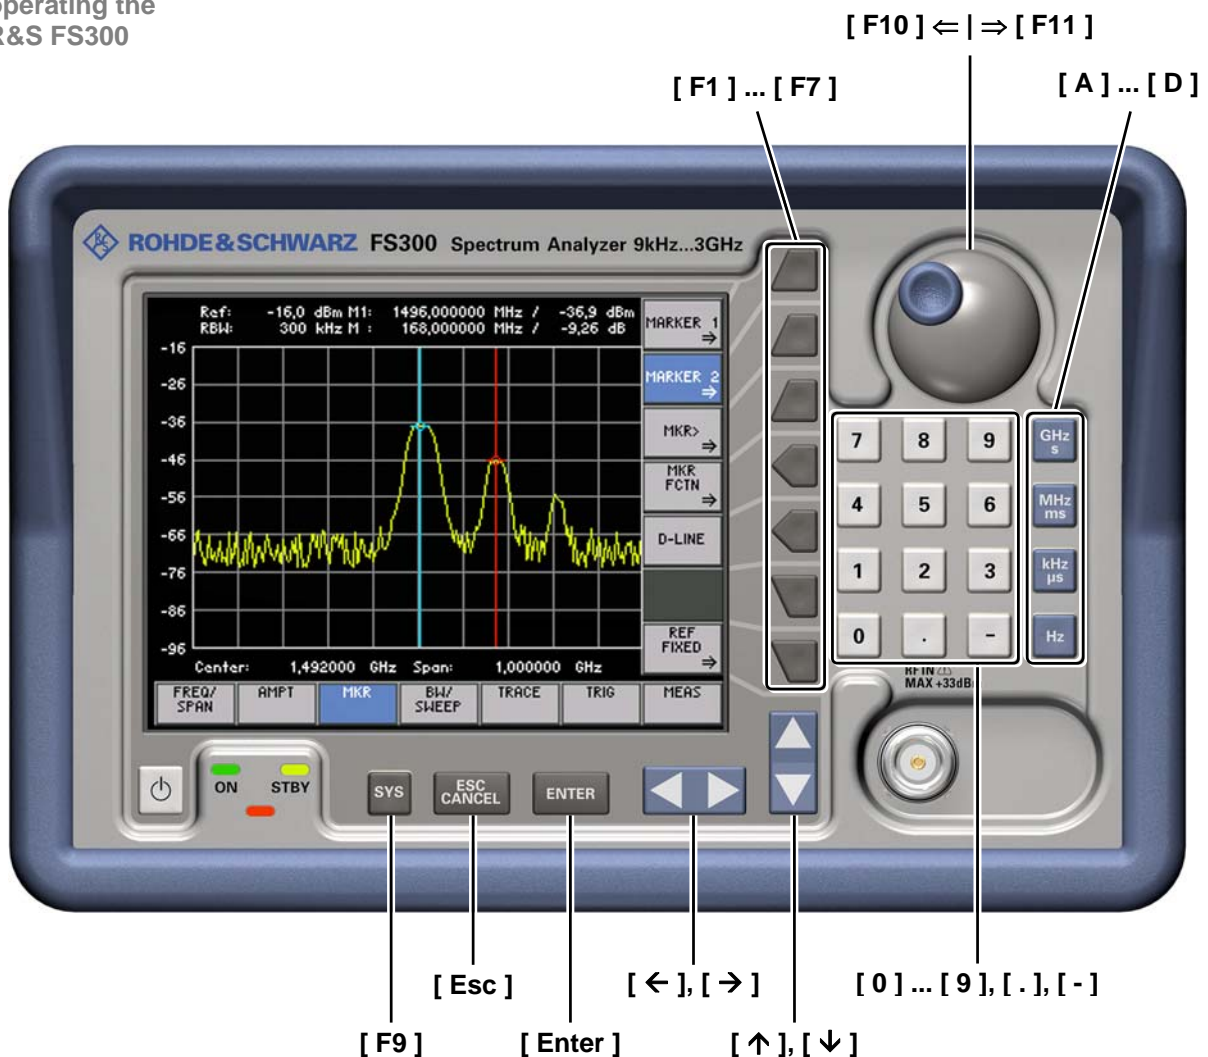 operating the
R&S FS300
[ F10 ] ⇐ | ⇒ [ F11 ]
[ F1 ] ... [ F7 ]
[ A ] ... [ D ]
ROHDE&SCHWARZ FS300 Spectrum Analyzer 9kHz...3GHz
Ref: -16,0 dBm M1: 1496,000000 MHz / -36,9 dBm
RBW: 300 kHz M : 168,000000 MHz / -9,26 dB
-16
-26
-36
-46
-56
-66
-76
-86
-96
Center: 1,492000 GHz Span: 1,000000 GHz
MARKER 1
⇒
MARKER 2
⇒
MKR>
⇒
MKR
FCTN
⇒
D-LINE
REF
FIXED
⇒
FREQ/
SPAN
AMPT
MKR
BW/
SWEEP
TRACE
TRIG
MEAS
7 8 9
GHz
s
4 5 6
MHz
ms
1 2 3
kHz
µs
0 . -
Hz
RF IN
MAX +33dB
ON
STBY
SYS
ESC
CANCEL
ENTER
[ Esc ]
[ ← ], [ → ]
[ 0 ] ... [ 9 ], [ . ], [ - ]
[ F9 ]
[ Enter ]
[ ↑ ], [ ↓ ]